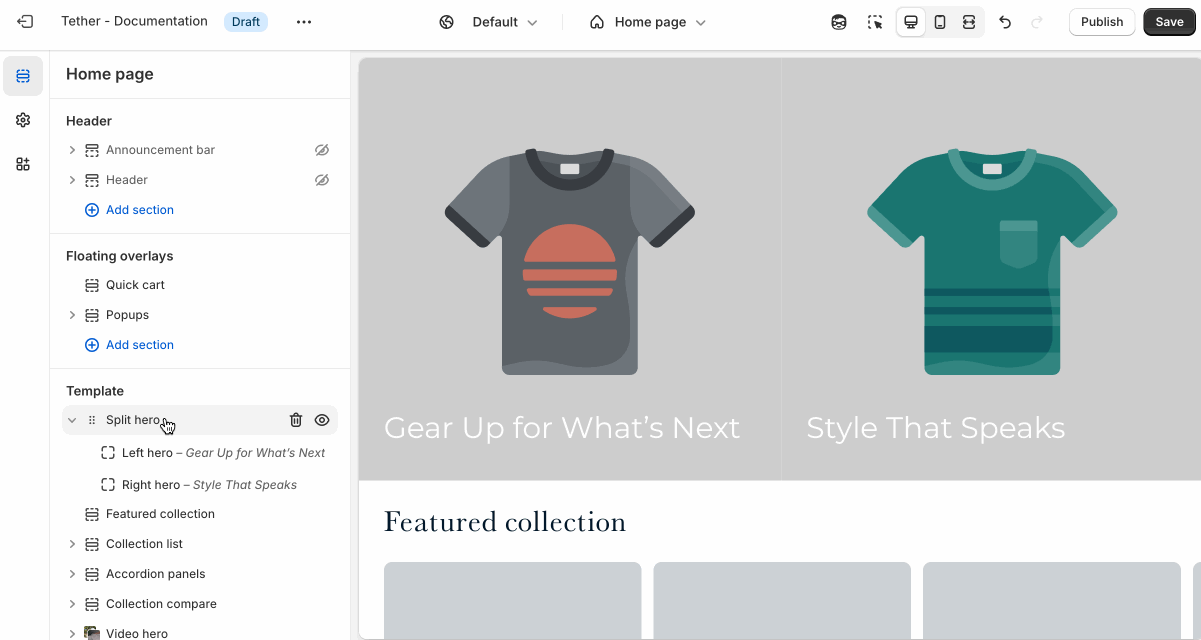 Tether - Documentation Draft Default Home page Publish Save
Home page
Header
Announcement bar
Header
Add section
Floating overlays
Quick cart
Popups
Add section
Template
Split hero
Left hero – Gear Up for What’s Next
Right hero – Style That Speaks
Featured collection
Collection list
Accordion panels
Collection compare
Video hero
Gear Up for What’s Next
Style That Speaks
Featured collection